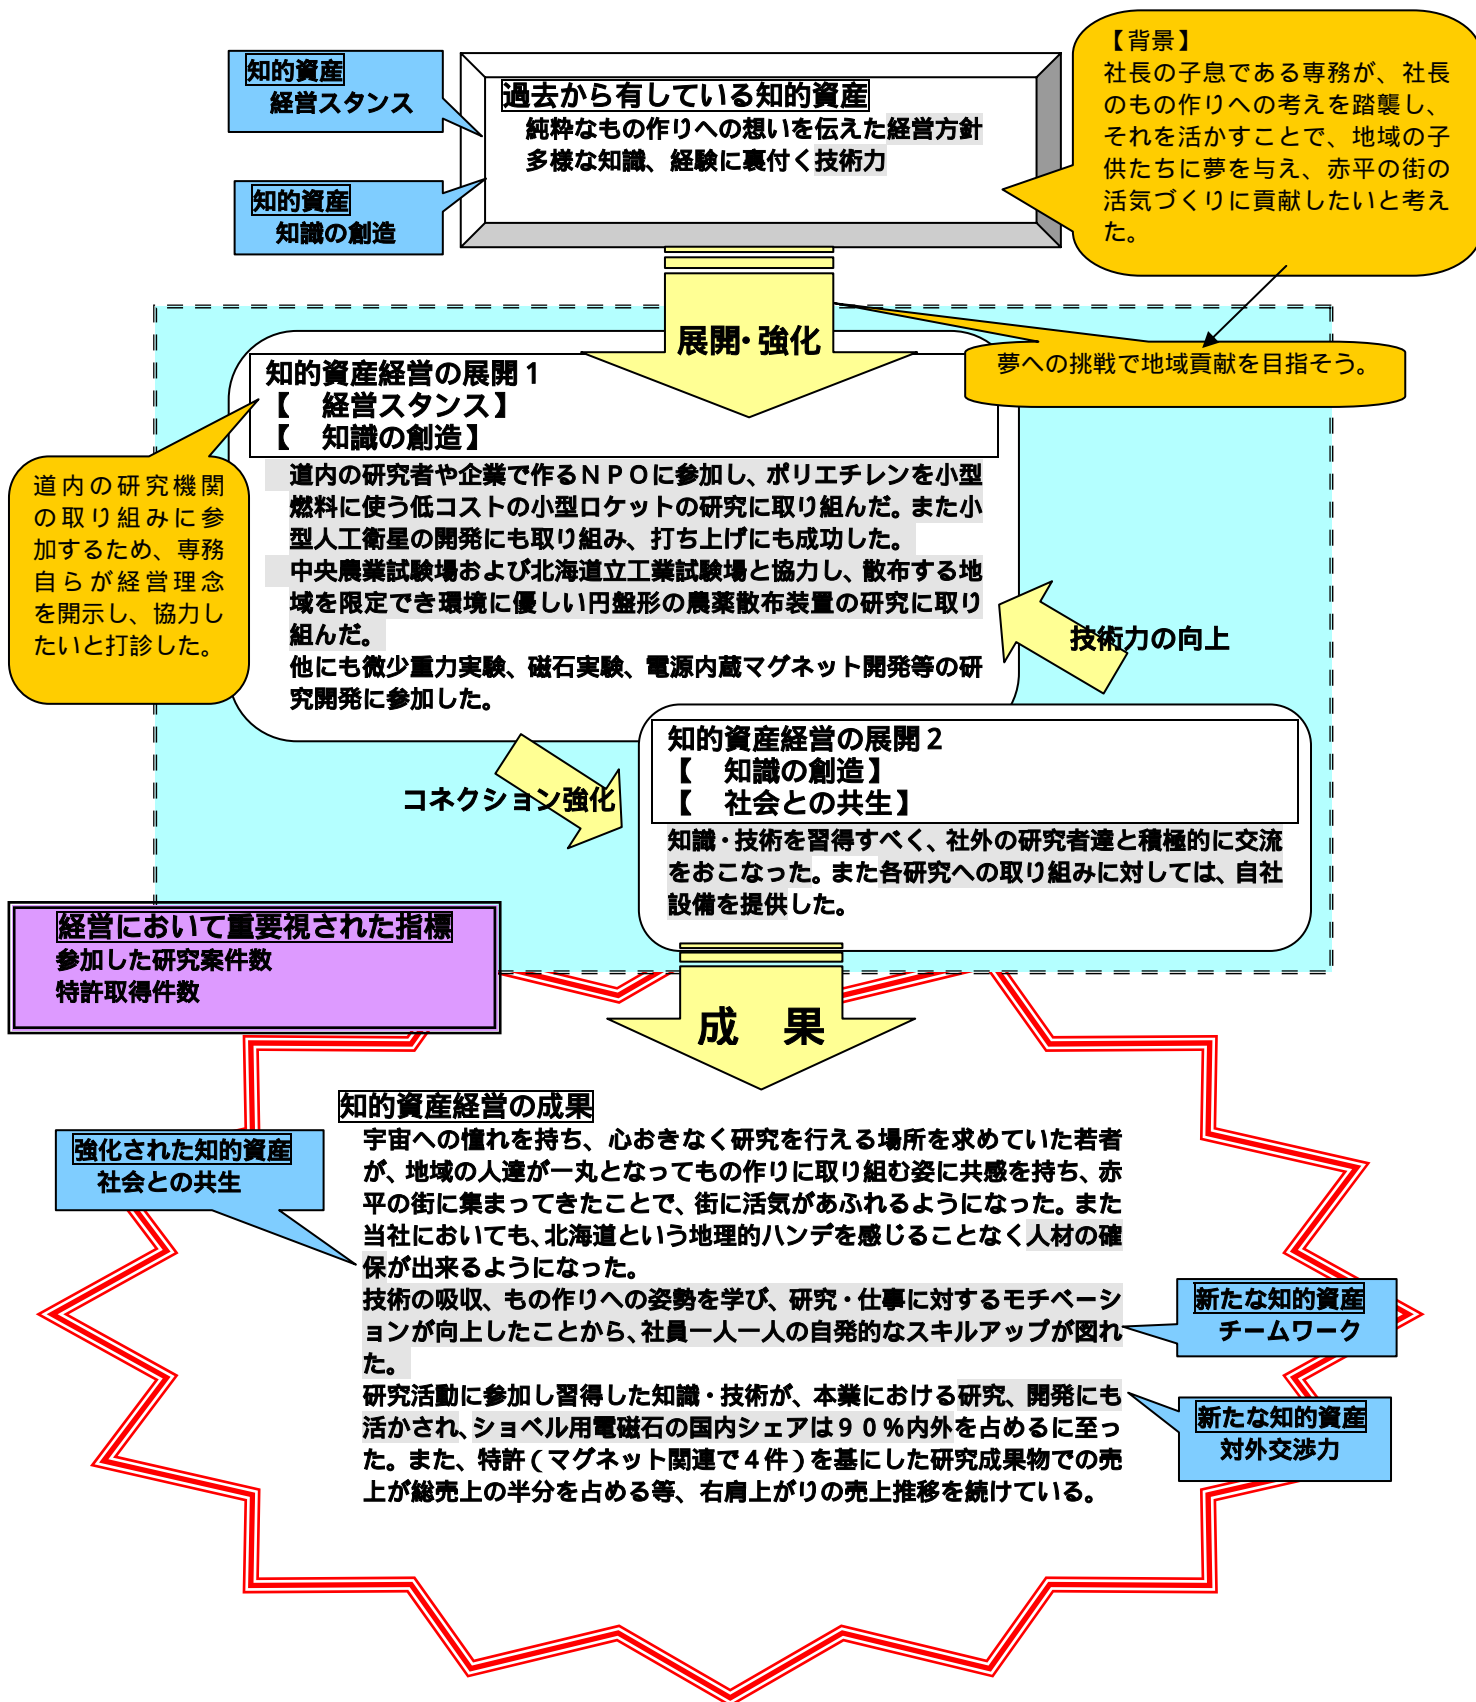 知的資産
経営スタンス
知的資産
知識の創造
過去から有している知的資産
純粋なもの作りへの想いを伝えた経営方針
多様な知識、経験に裏付く技術力
【背景】
社長の子息である専務が、社長
のもの作りへの考えを踏襲し、
それを活かすことで、地域の子
供たちに夢を与え、赤平の街の
活気づくりに貢献したいと考え
た。
展開・強化
夢への挑戦で地域貢献を目指そう。
知的資産経営の展開1
【　経営スタンス】
【　知識の創造】
道内の研究者や企業で作るNPOに参加し、ポリエチレンを小型
燃料に使う低コストの小型ロケットの研究に取り組んだ。また小
型人工衛星の開発にも取り組み、打ち上げにも成功した。
中央農業試験場および北海道立工業試験場と協力し、散布する地
域を限定でき環境に優しい円盤形の農薬散布装置の研究に取り
組んだ。
他にも微少重力実験、磁石実験、電源内蔵マグネット開発等の研
究開発に参加した。
道内の研究機関
の取り組みに参
加するため、専務
自らが経営理念
を開示し、協力し
たいと打診した。
技術力の向上
コネクション強化
知的資産経営の展開2
【　知識の創造】
【　社会との共生】
知識・技術を習得すべく、社外の研究者達と積極的に交流
をおこなった。また各研究への取り組みに対しては、自社
設備を提供した。
経営において重要視された指標
参加した研究案件数
特許取得件数
成　果
知的資産経営の成果
宇宙への憧れを持ち、心おきなく研究を行える場所を求めていた若者
が、地域の人達が一丸となってもの作りに取り組む姿に共感を持ち、赤
平の街に集まってきたことで、街に活気があふれるようになった。また
当社においても、北海道という地理的ハンデを感じることなく人材の確
保が出来るようになった。
技術の吸収、もの作りへの姿勢を学び、研究・仕事に対するモチベーシ
ョンが向上したことから、社員一人一人の自発的なスキルアップが図れ
た。
研究活動に参加し習得した知識・技術が、本業における研究、開発にも
活かされ、ショベル用電磁石の国内シェアは90%内外を占めるに至っ
た。また、特許(マグネット関連で4件)を基にした研究成果物での売
上が総売上の半分を占める等、右肩上がりの売上推移を続けている。
強化された知的資産
社会との共生
新たな知的資産
チームワーク
新たな知的資産
対外交渉力